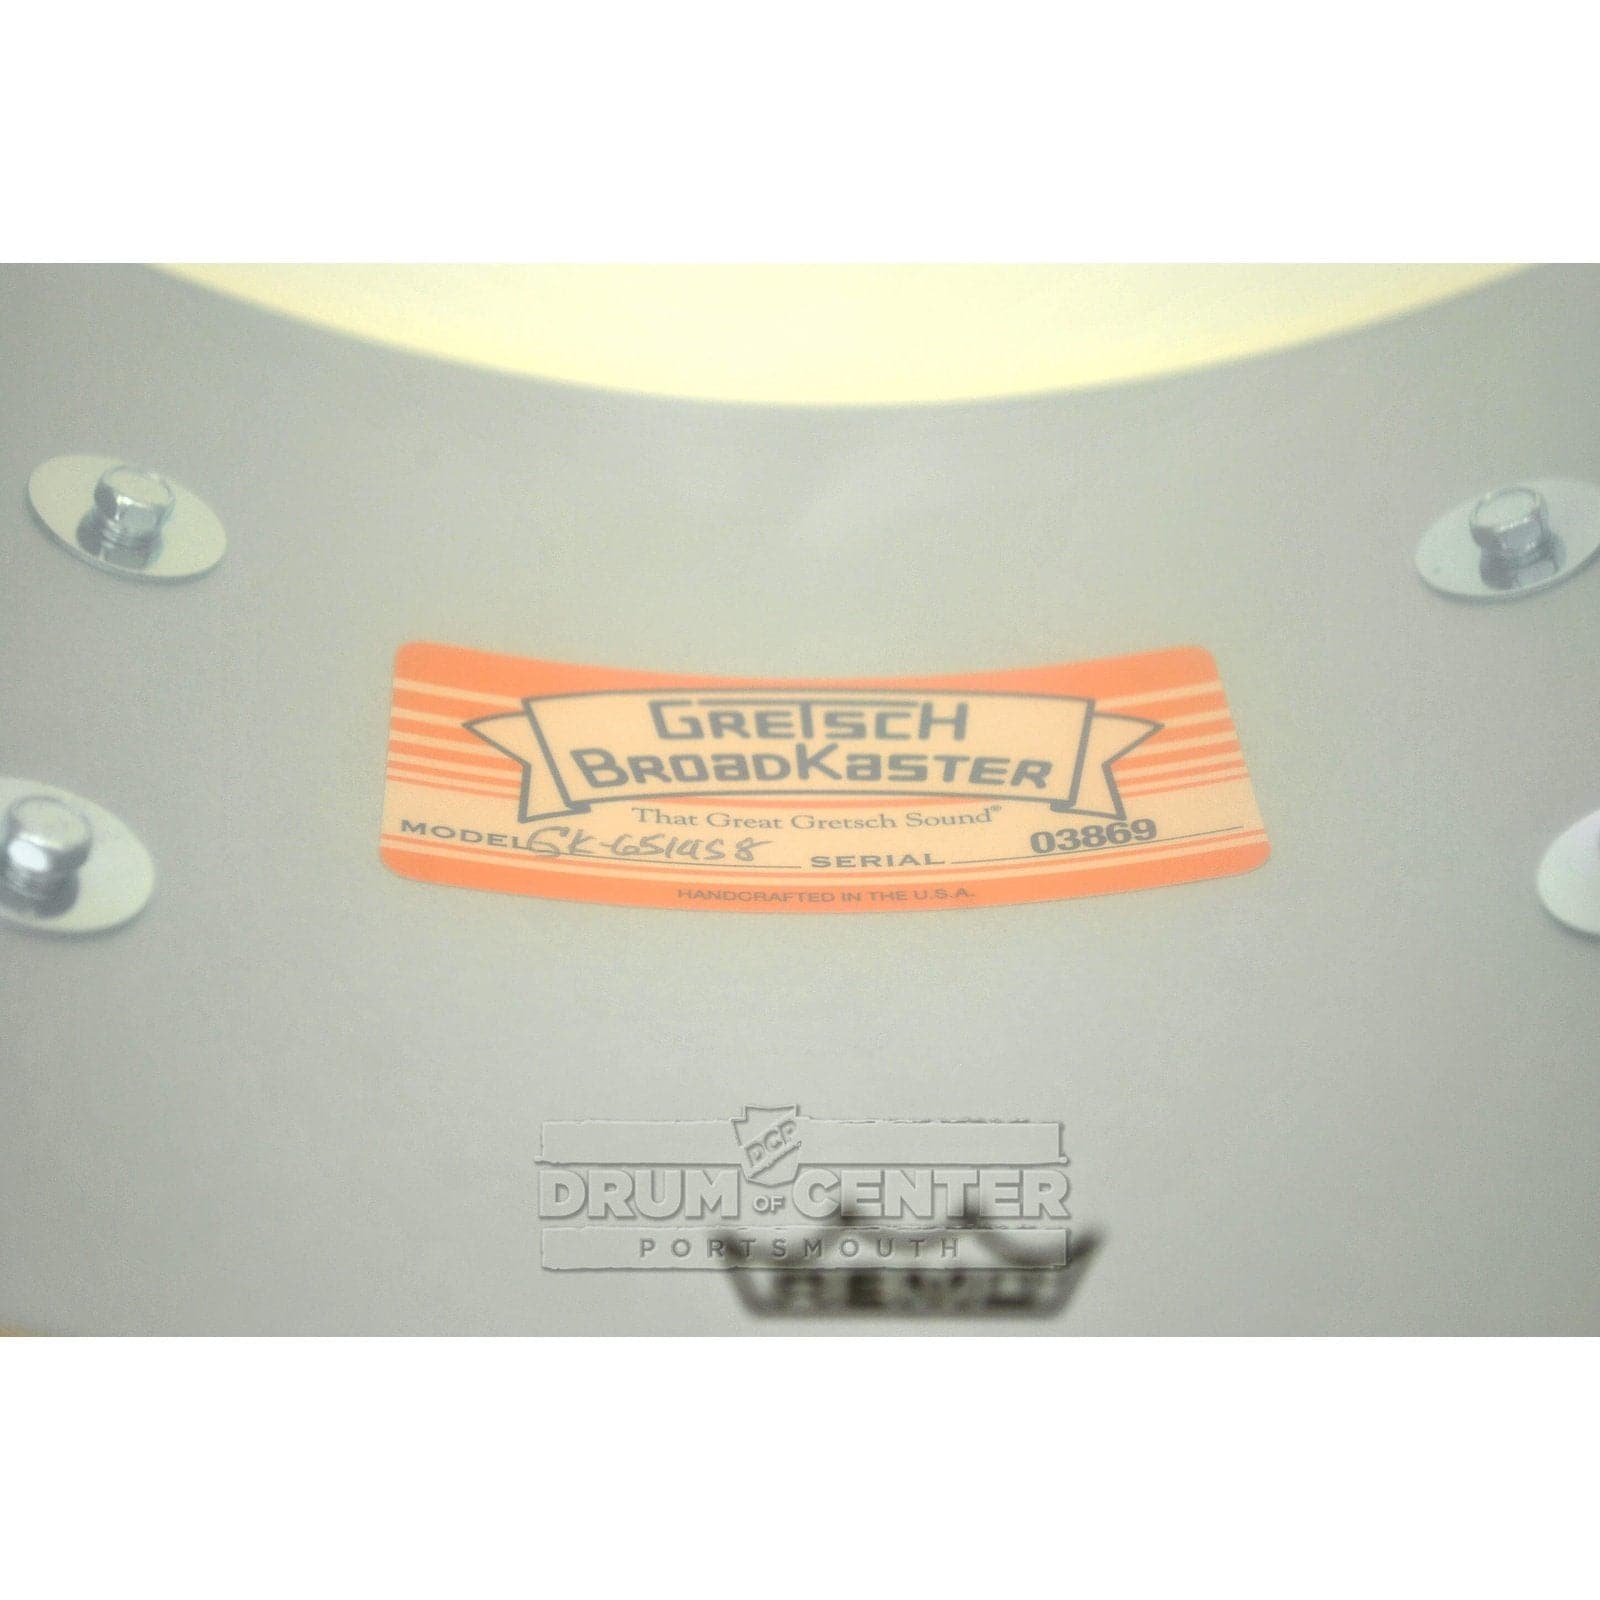 GRETSCH
BROADKASTER
That Great Gretsch Sound®
MODEL GK-6514S8 SERIAL 03869
HANDCRAFTED IN THE U.S.A.
DCP
DRUM OF CENTER
PORTSMOUTH
REMO